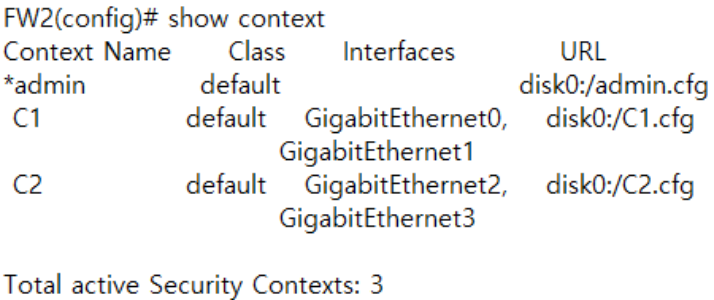 FW2(config)# show context
Context Name Class Interfaces URL
*admin default disk0:/admin.cfg
C1 default GigabitEthernet0, disk0:/C1.cfg
GigabitEthernet1
C2 default GigabitEthernet2, disk0:/C2.cfg
GigabitEthernet3
Total active Security Contexts: 3